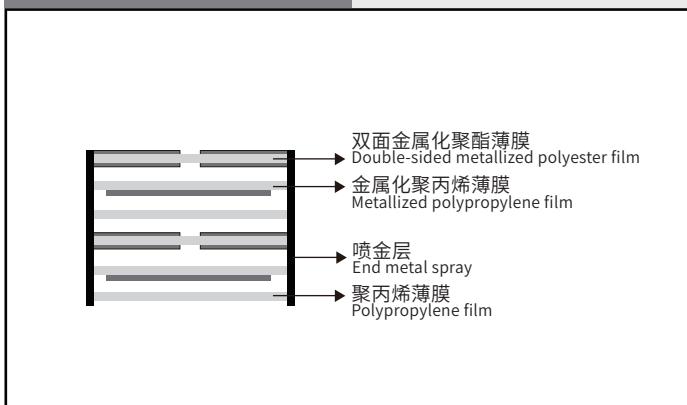 双面金属化聚酯薄膜
Double-sided metallized polyester film
金属化聚丙烯薄膜
Metallized polypropylene film
喷金层
End metal spray
聚丙烯薄膜
Polypropylene film